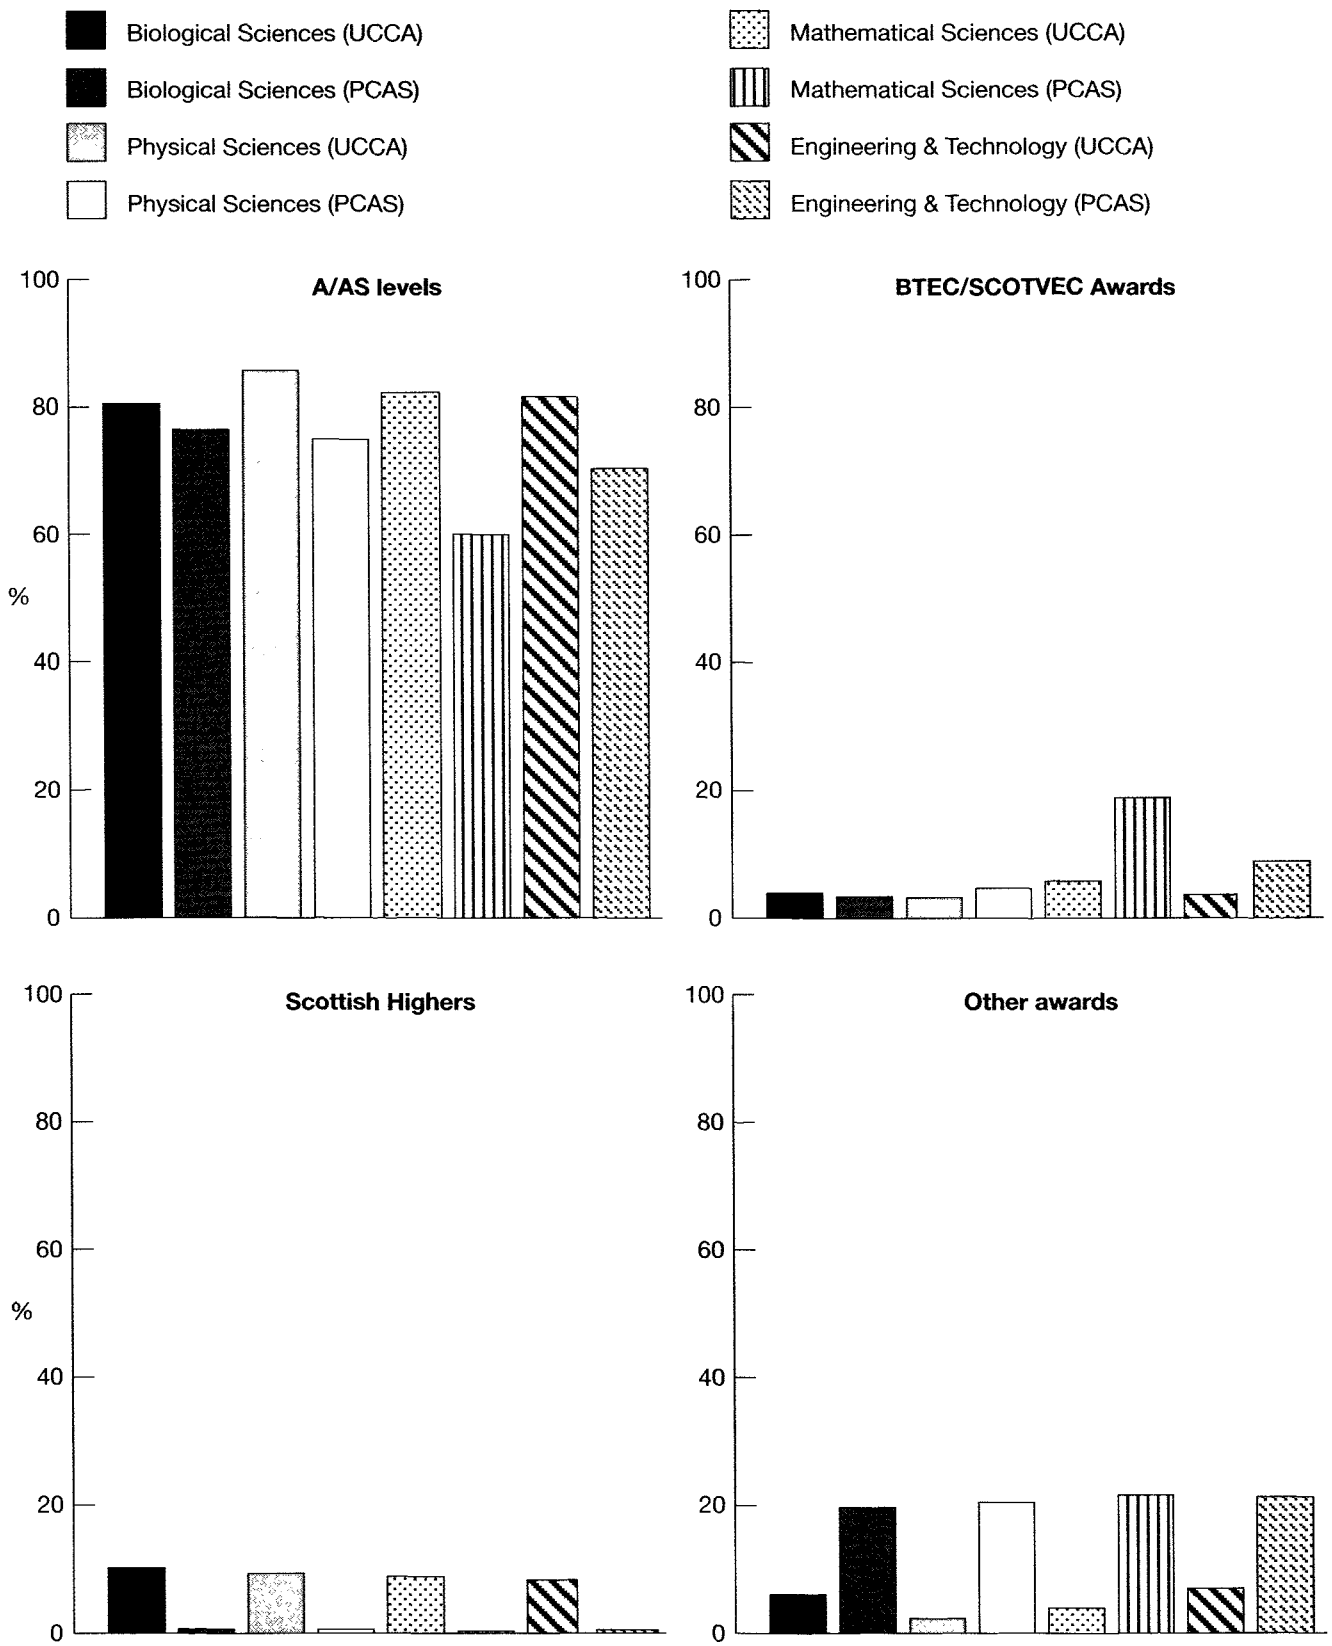 Biological Sciences (UCCA)
Biological Sciences (PCAS)
Physical Sciences (UCCA)
Physical Sciences (PCAS)
Mathematical Sciences (UCCA)
Mathematical Sciences (PCAS)
Engineering & Technology (UCCA)
Engineering & Technology (PCAS)
A/AS levels
100
80
60
%
40
20
0
BTEC/SCOTVEC Awards
100
80
60
40
20
0
Scottish Highers
100
80
60
%
40
20
0
Other awards
100
80
60
40
20
0